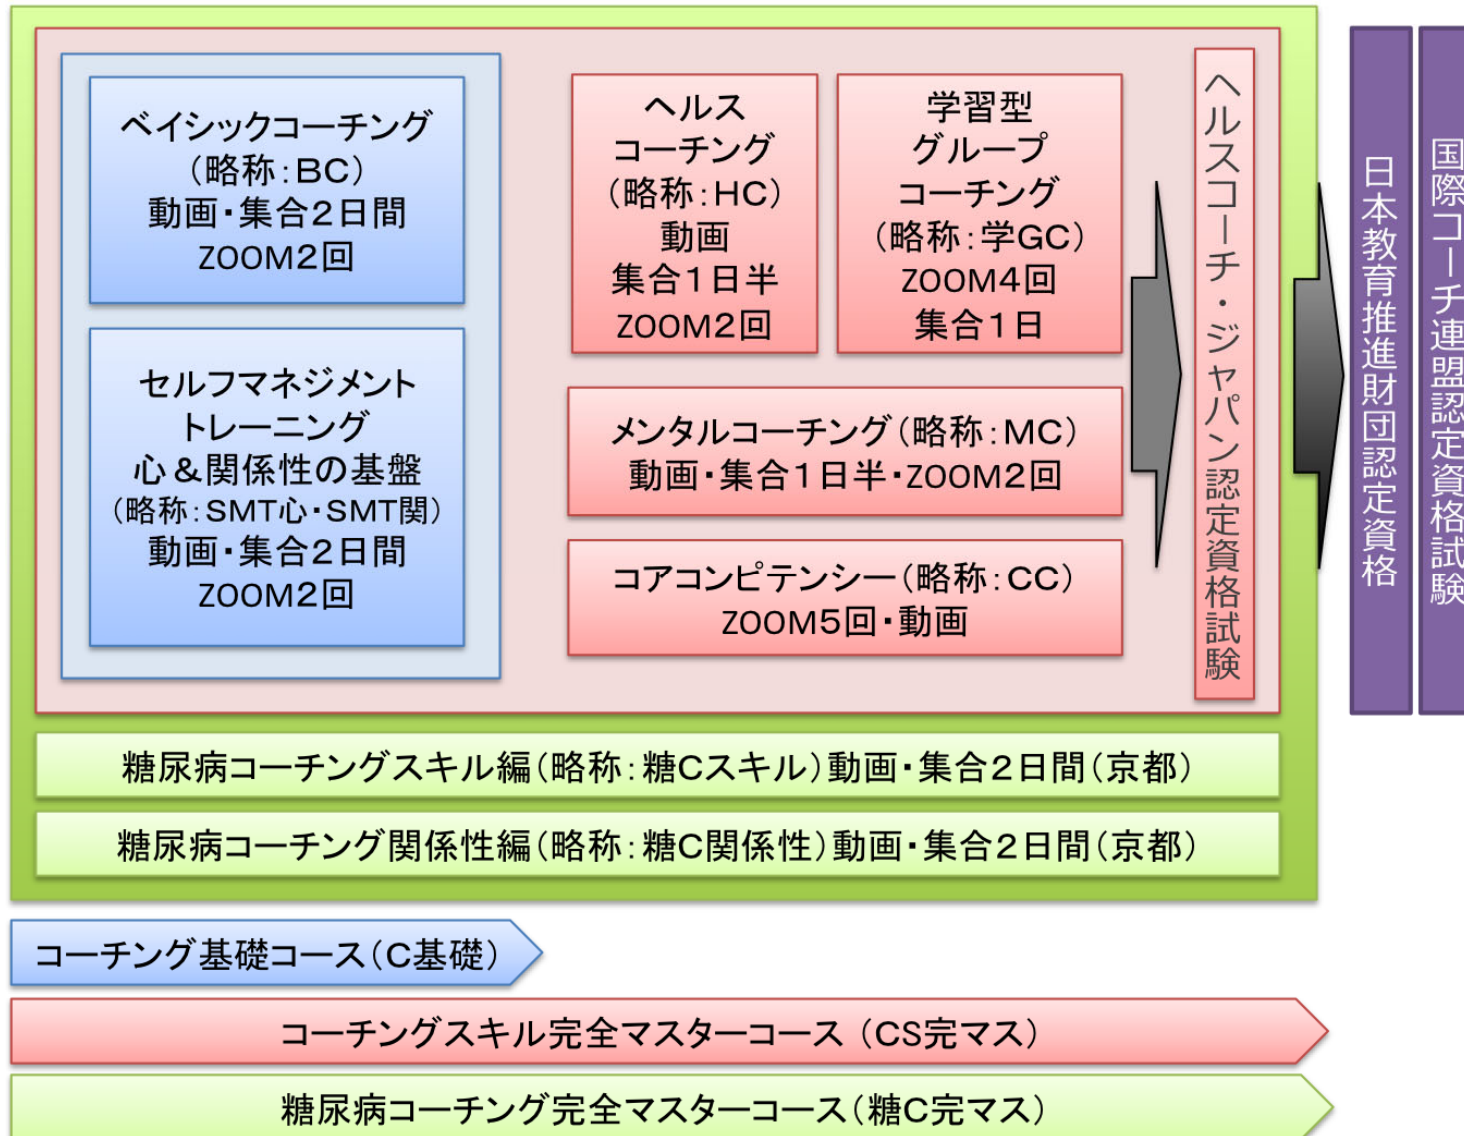 ベイシックコーチング
(略称:BC)
動画・集合2日間
ZOOM2回
セルフマネジメント
トレーニング
心&関係性の基盤
(略称:SMT心・SMT関)
動画・集合2日間
ZOOM2回
ヘルス
コーチング
(略称:HC)
動画
集合1日半
ZOOM2回
学習型
グループ
コーチング
(略称:学GC)
ZOOM4回
集合1日
メンタルコーチング(略称:MC)
動画・集合1日半・ZOOM2回
コアコンピテンシー(略称:CC)
ZOOM5回・動画
ヘルスコーチ・ジャパン認定資格試験
日本教育推進財団認定資格
国際コーチ連盟認定資格試験
糖尿病コーチングスキル編(略称:糖Cスキル)動画・集合2日間(京都)
糖尿病コーチング関係性編(略称:糖C関係性)動画・集合2日間(京都)
コーチング基礎コース(C基礎)
コーチングスキル完全マスターコース (CS完マス)
糖尿病コーチング完全マスターコース(糖C完マス)